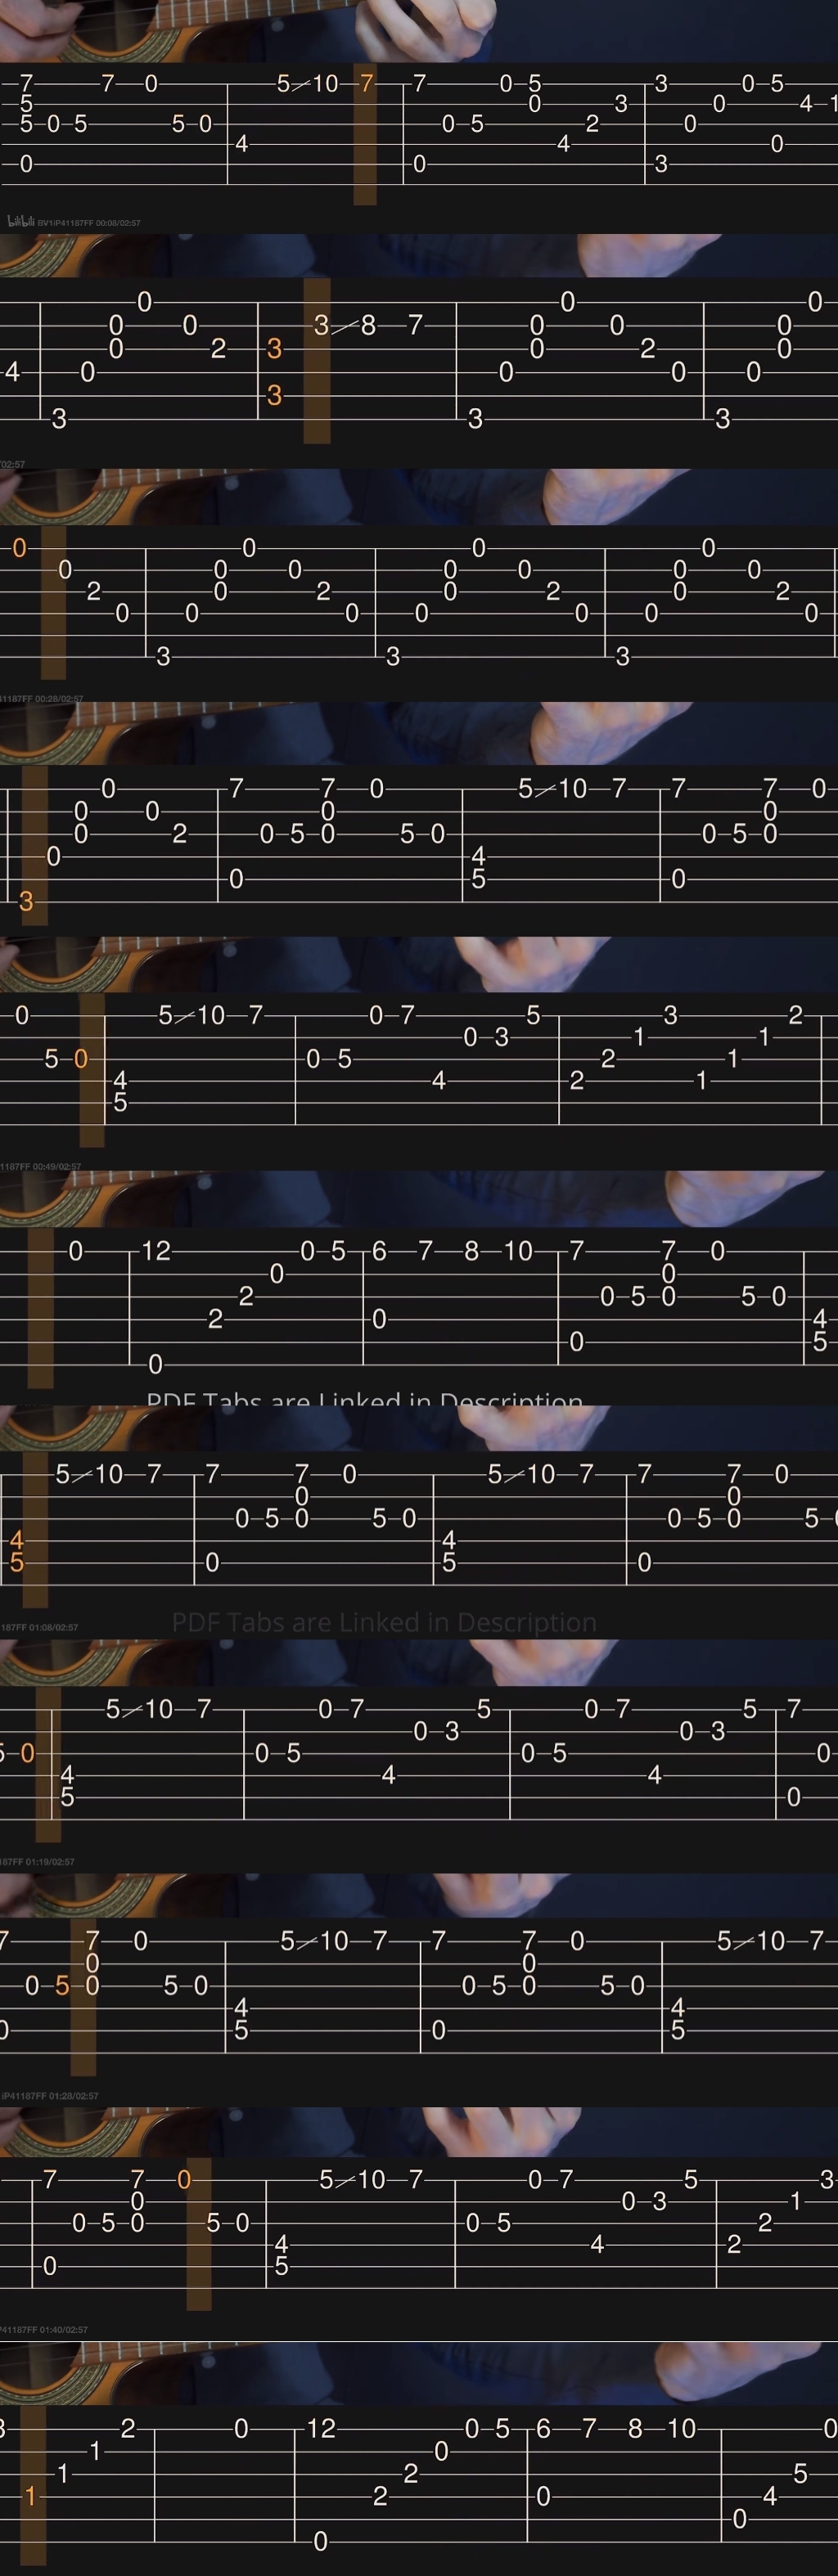 7 7 0 5 10 7 7 0 5 3 0 5
5 0 3 0 4 1
5 0 5 5 0 0 5 2 0
4 4 0
0 0 3
bilibili BV1iP41187FF 00:08/02:57
0 0 0
0 0 3 8 7 0 0 0
0 2 3 0 2 0
4 0 0 0 0
3
3 3 3
/02:57
0 0 0 0
0 0 0 0 0 0 0
2 0 2 0 2 0 2
0 0 0 0 0 0 0
3 3 3
41187FF 00:28/02:57
0 7 7 0 5 10 7 7 7 0
0 0 0 0
0 2 0 5 0 5 0 0 5 0
0 4
0 5 0
3
0 5 10 7 0 7 5 3 2
0 3 1 1
5 0 0 5 2 1
4 4 2 1
5
1187FF 00:49/02:57
0 12 0 5 6 7 8 10 7 7 0
0 0
2 0 5 0 5 0
2 0 4
0 5
0
PDF Tabs are Linked in Description
5 10 7 7 7 0 5 10 7 7 7 0
0 0
0 5 0 5 0 0 5 0 5 0
4 4
5 0 5 0
187FF 01:08/02:57
PDF Tabs are Linked in Description
5 10 7 0 7 5 0 7 5 7
0 3 0 3
5 0 0 5 0 5 0
4 4 4
5 0
187FF 01:19/02:57
7 7 0 5 10 7 7 7 0 5 10 7
0 0
0 5 0 5 0 0 5 0 5 0
4 4
0 5 0 5
iP41187FF 01:28/02:57
7 7 0 5 10 7 0 7 5 3
0 0 3 1
0 5 0 5 0 0 5 2
4 4 2
0 5
P41187FF 01:40/02:57
3 2 0 12 0 5 6 7 8 10 0
1 0
1 2 5
1 2 0 4
0
0